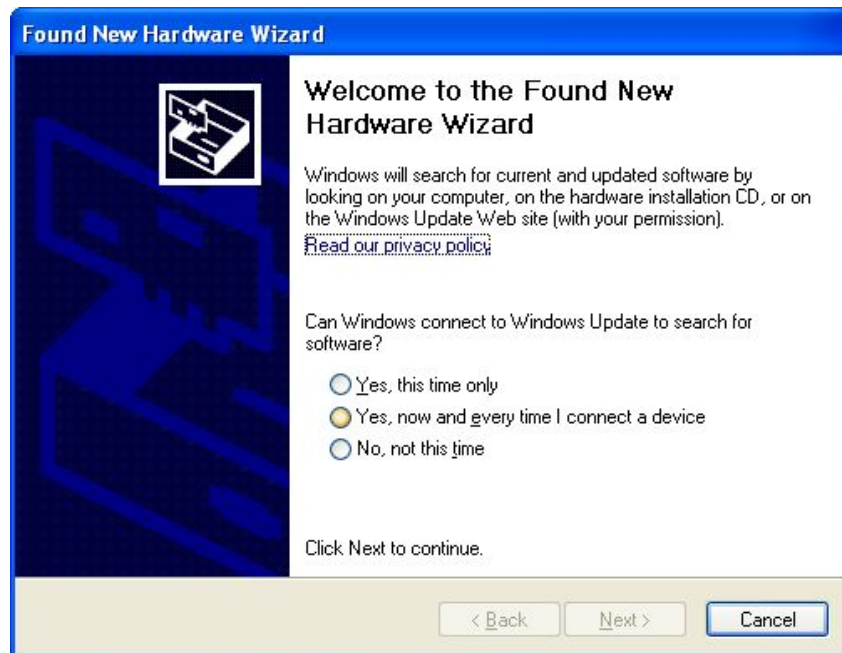 Found New Hardware Wizard
Welcome to the Found New
Hardware Wizard
Windows will search for current and updated software by
looking on your computer, on the hardware installation CD, or on
the Windows Update Web site (with your permission).
Read our privacy policy
Can Windows connect to Windows Update to search for
software?
Yes, this time only
Yes, now and every time I connect a device
No, not this time
Click Next to continue.
< Back Next > Cancel